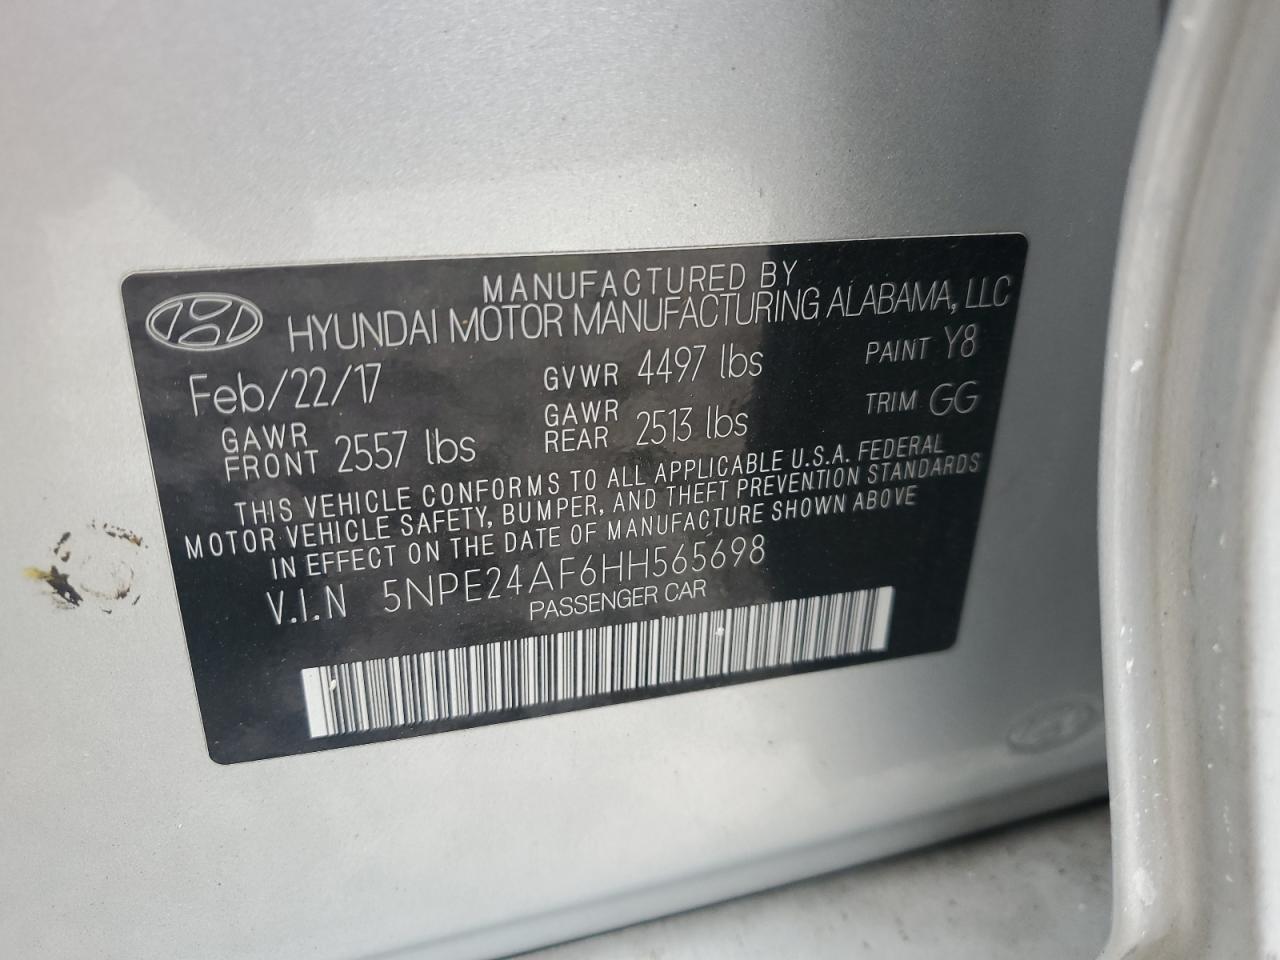 MANUFACTURED BY
HYUNDAI MOTOR MANUFACTURING ALABAMA, LLC
Feb/22/17 GVWR 4497 lbs PAINT Y8
GAWR FRONT 2557 lbs GAWR REAR 2513 lbs TRIM GG
THIS VEHICLE CONFORMS TO ALL APPLICABLE U.S.A. FEDERAL
MOTOR VEHICLE SAFETY, BUMPER, AND THEFT PREVENTION STANDARDS
IN EFFECT ON THE DATE OF MANUFACTURE SHOWN ABOVE
V.I.N 5NPE24AF6HH565698
PASSENGER CAR